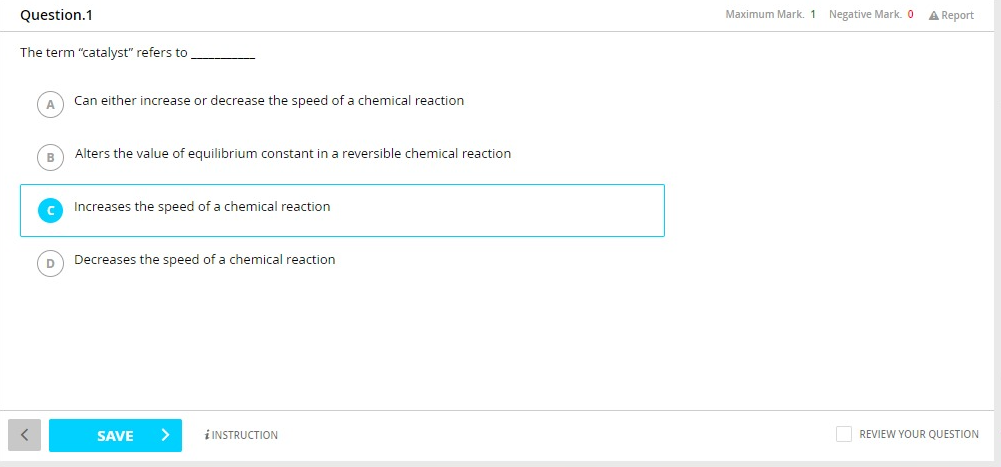 Question.1
Maximum Mark. 1 Negative Mark. 0 Report
The term “catalyst” refers to ___________
A Can either increase or decrease the speed of a chemical reaction
B Alters the value of equilibrium constant in a reversible chemical reaction
C Increases the speed of a chemical reaction
D Decreases the speed of a chemical reaction
SAVE
i INSTRUCTION
REVIEW YOUR QUESTION